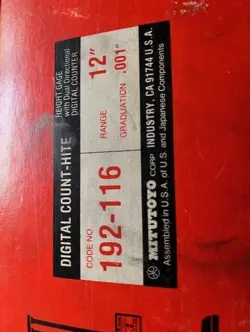 DIGITAL COUNT-HITE
HEIGHT GAGE
with Dual Directional
DIGITAL COUNTER
CODE NO.
192-116
RANGE
12"
GRADUATION .001"
MITUTOYO CORP INDUSTRY, CA 91744 U.S.A.
Assembled in U.S.A. of U.S. and Japanese Components